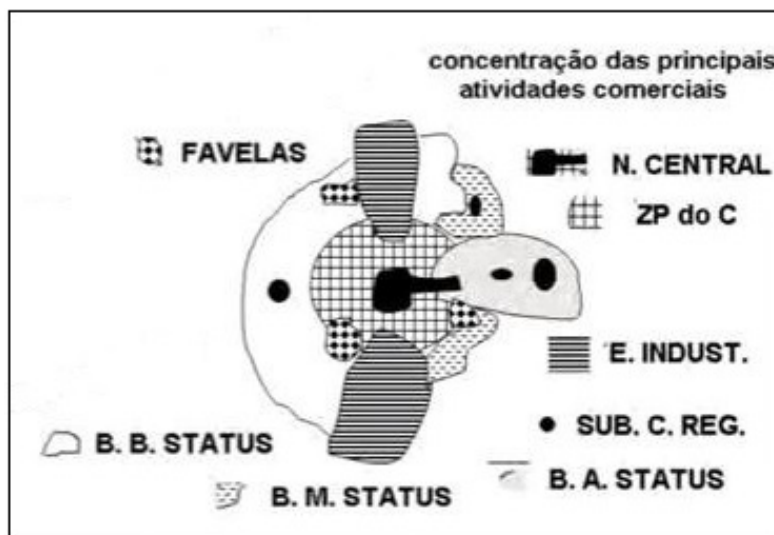 concentração das principais
atividades comerciais
FAVELAS
N. CENTRAL
ZP do C
E. INDUST.
SUB. C. REG.
B. B. STATUS
B. A. STATUS
B. M. STATUS